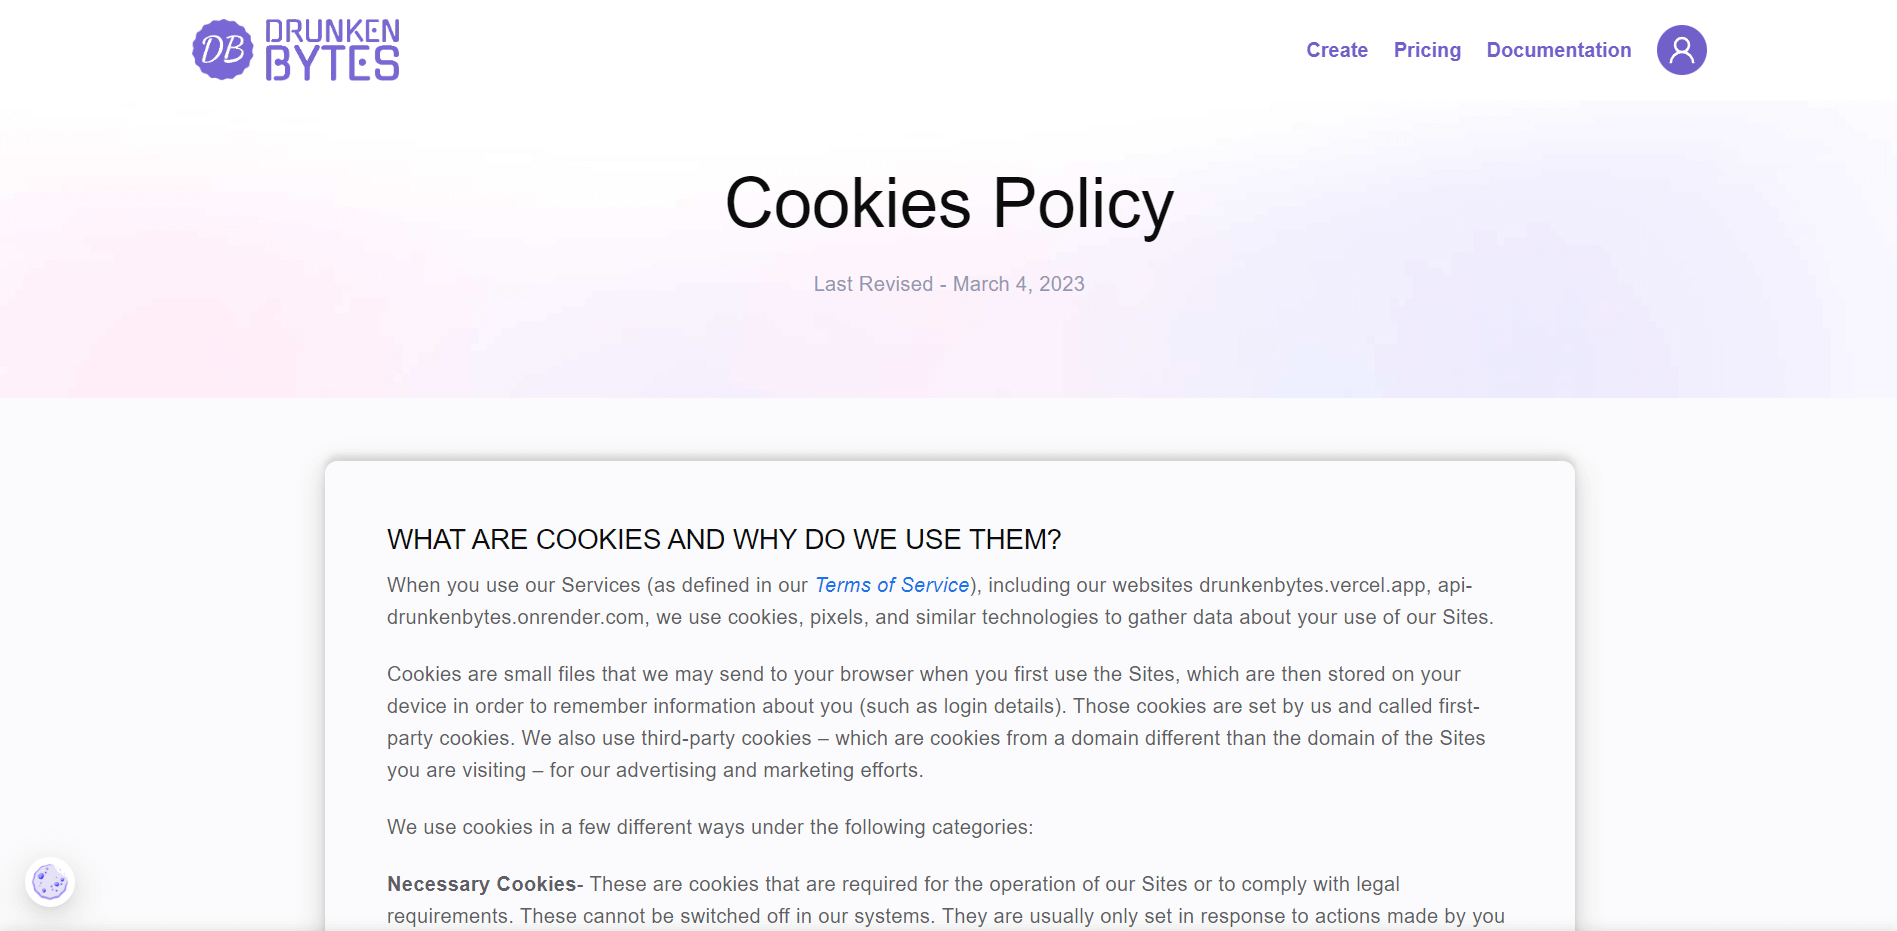 DB DRUNKEN
BYTES
Create Pricing Documentation
Cookies Policy
Last Revised - March 4, 2023
WHAT ARE COOKIES AND WHY DO WE USE THEM?
When you use our Services (as defined in our Terms of Service), including our websites drunkenbytes.vercel.app, api-
drunkenbytes.onrender.com, we use cookies, pixels, and similar technologies to gather data about your use of our Sites.
Cookies are small files that we may send to your browser when you first use the Sites, which are then stored on your
device in order to remember information about you (such as login details). Those cookies are set by us and called first-
party cookies. We also use third-party cookies – which are cookies from a domain different than the domain of the Sites
you are visiting – for our advertising and marketing efforts.
We use cookies in a few different ways under the following categories:
Necessary Cookies- These are cookies that are required for the operation of our Sites or to comply with legal
requirements. These cannot be switched off in our systems. They are usually only set in response to actions made by you